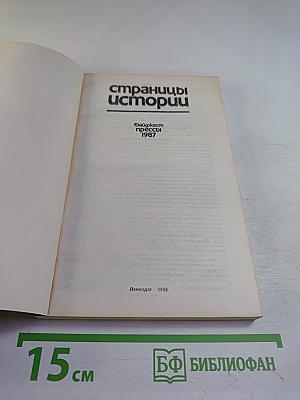 страницы
истории
Дайджест
прессы
1987
Лениздат 1988
15 см
БФ БИБЛИОФАН